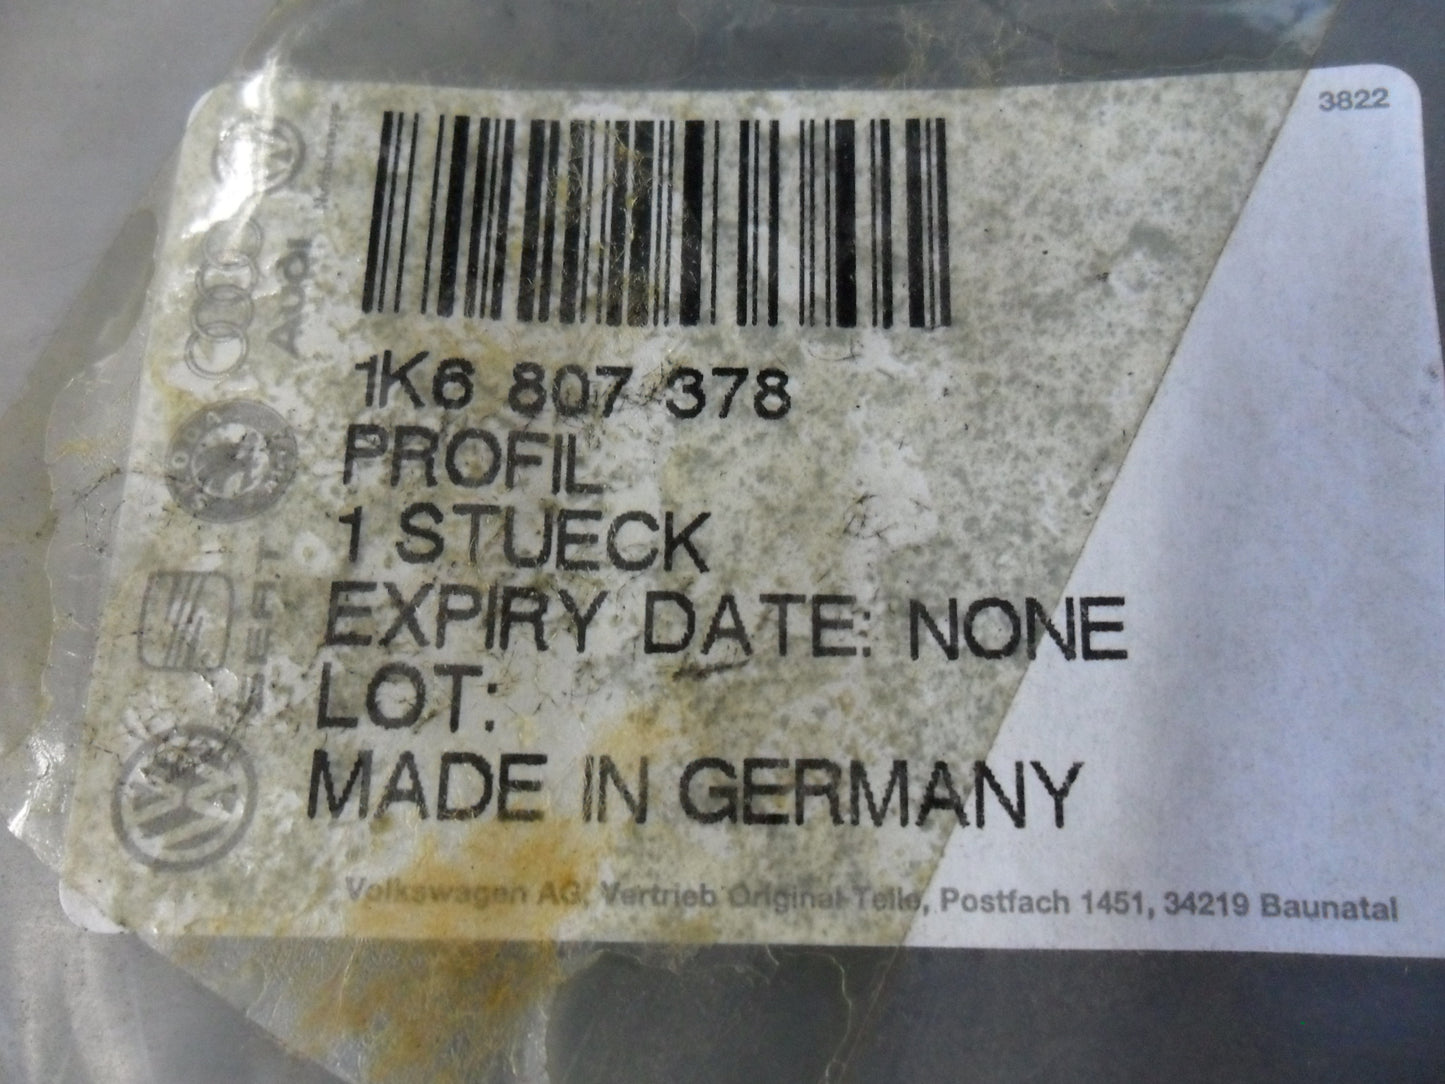 3822
1K6 807 378
PROFIL
1 STUECK
EXPIRY DATE: NONE
LOT:
MADE IN GERMANY
Volkswagen AG, Vertrieb Original Teile, Postfach 1451, 34219 Baunatal
Audi
SEAT